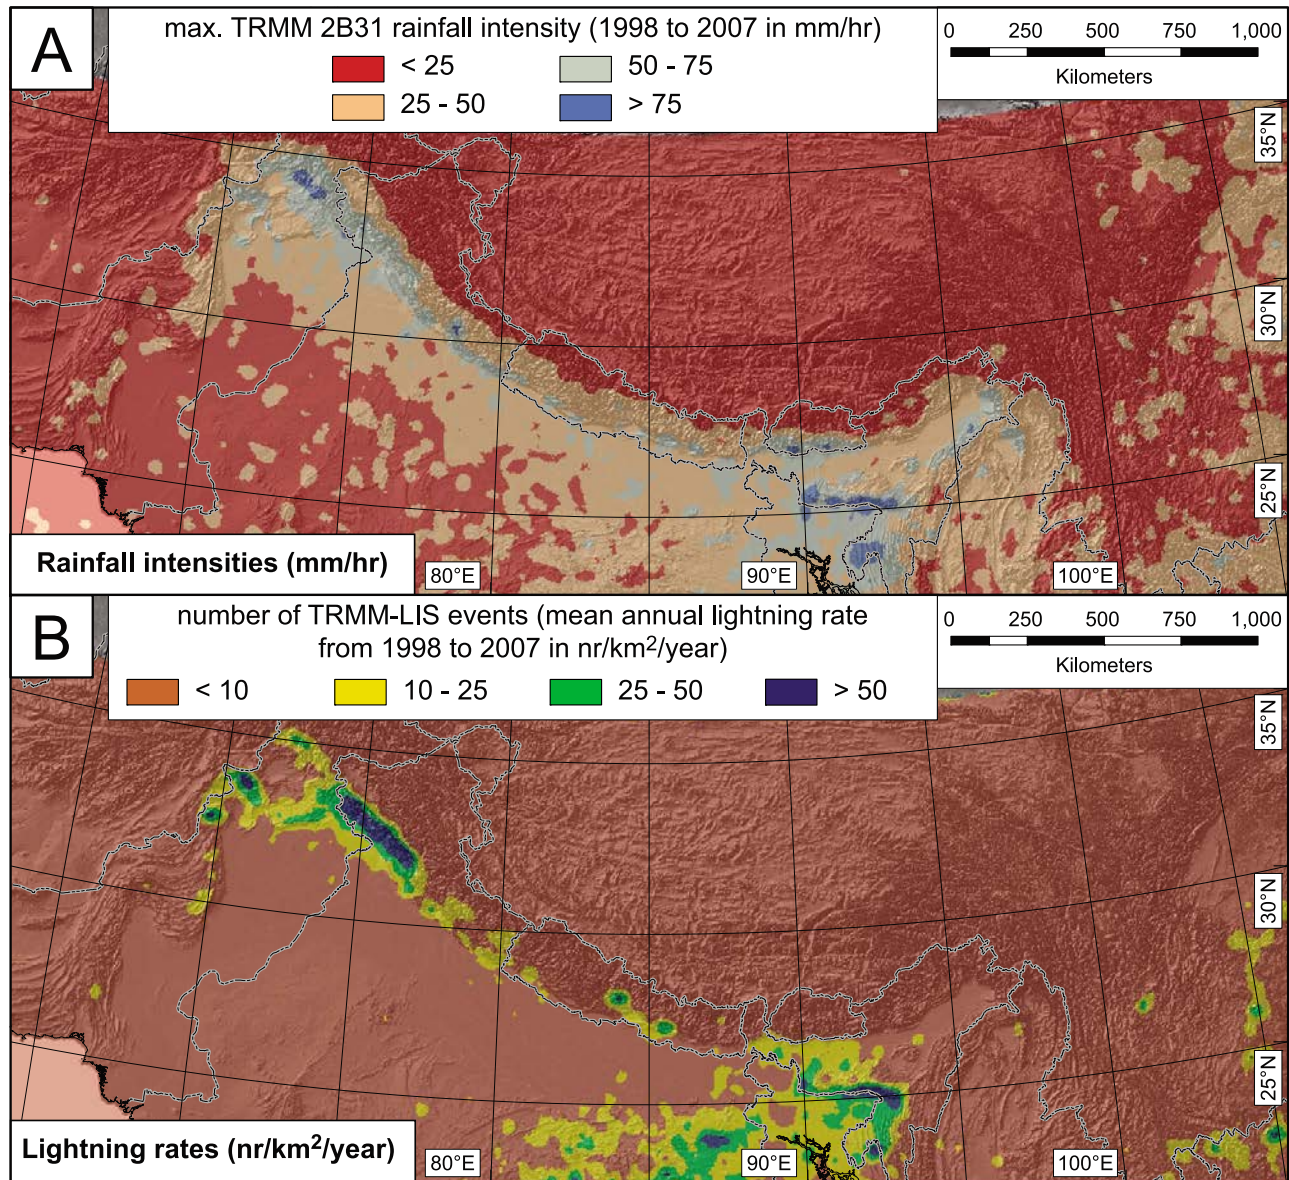 A
max. TRMM 2B31 rainfall intensity (1998 to 2007 in mm/hr)
< 25
50 - 75
25 - 50
> 75
0 250 500 750 1,000
Kilometers
35°N
30°N
25°N
Rainfall intensities (mm/hr)
80°E
90°E
100°E
B
number of TRMM-LIS events (mean annual lightning rate
from 1998 to 2007 in nr/km²/year)
< 10
10 - 25
25 - 50
> 50
0 250 500 750 1,000
Kilometers
35°N
30°N
25°N
Lightning rates (nr/km²/year)
80°E
90°E
100°E